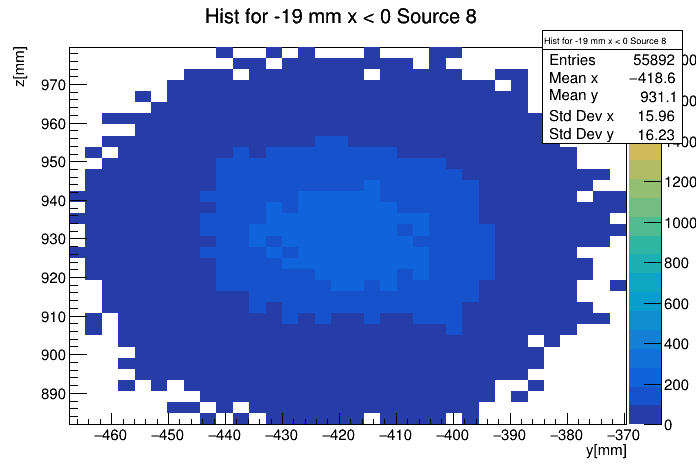 Hist for -19 mm x < 0 Source 8
z[mm]
Hist for -19 mm x < 0 Source 8
Entries 55892
Mean x −418.6
Mean y 931.1
Std Dev x 15.96
Std Dev y 16.23
970
960
950
940
930
920
910
900
890
1200
1000
800
600
400
200
0
−460 −450 −440 −430 −420 −410 −400 −390 −380 −370
y[mm]